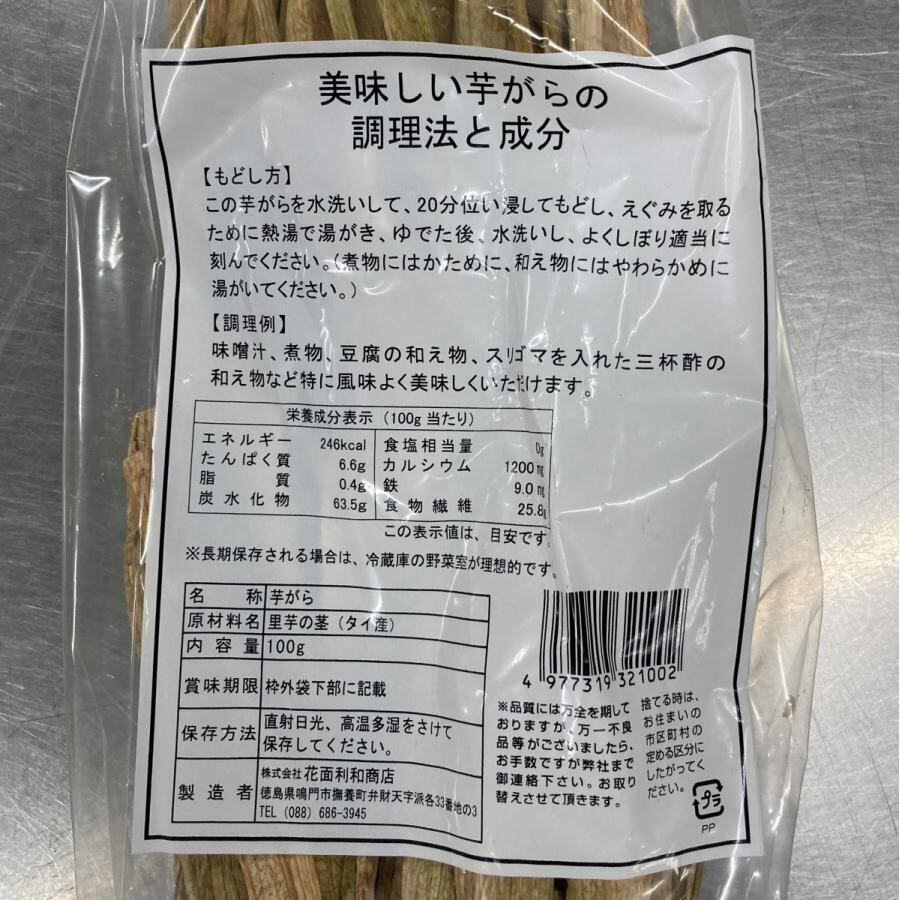 美味しい芋がらの
調理法と成分
【もどし方】
この芋がらを水洗いして、20分位い浸してもどし、えぐみを取る
ために熱湯で湯がき、ゆでた後、水洗いし、よくしぼり適当に
刻んでください。(煮物にはかために、和え物にはやわらかめに
湯がいてください。)
【調理例】
味噌汁、煮物、豆腐の和え物、スリゴマを入れた三杯酢の
和え物など特に風味よく美味しくいただけます。
栄養成分表示(100g当たり)
エネルギー 246kcal 食塩相当量 0g
たんぱく質 6.6g カルシウム 1200mg
脂質 0.4g 鉄 9.0mg
炭水化物 63.5g 食物繊維 25.8g
この表示値は、目安です。
※長期保存される場合は、冷蔵庫の野菜室が理想的です。
名称 芋がら
原材料名 里芋の茎(タイ産)
内容量 100g
賞味期限 枠外袋下部に記載
保存方法 直射日光、高温多湿をさけて
保存してください。
製造者 株式会社 花面利和商店
徳島県鳴門市撫養町弁財天字派各33番地の3
TEL (088) 686-3945
4 977319 321002
※品質には万全を期して
おりますが、万一不良
品等がございましたら、
お手数ですが弊社まで
御連絡下さい。お取り
替えさせて頂きます。
捨てる時は、
お住まいの
市区町村の
定める区分に
したがってく
ださい。
プラ
PP